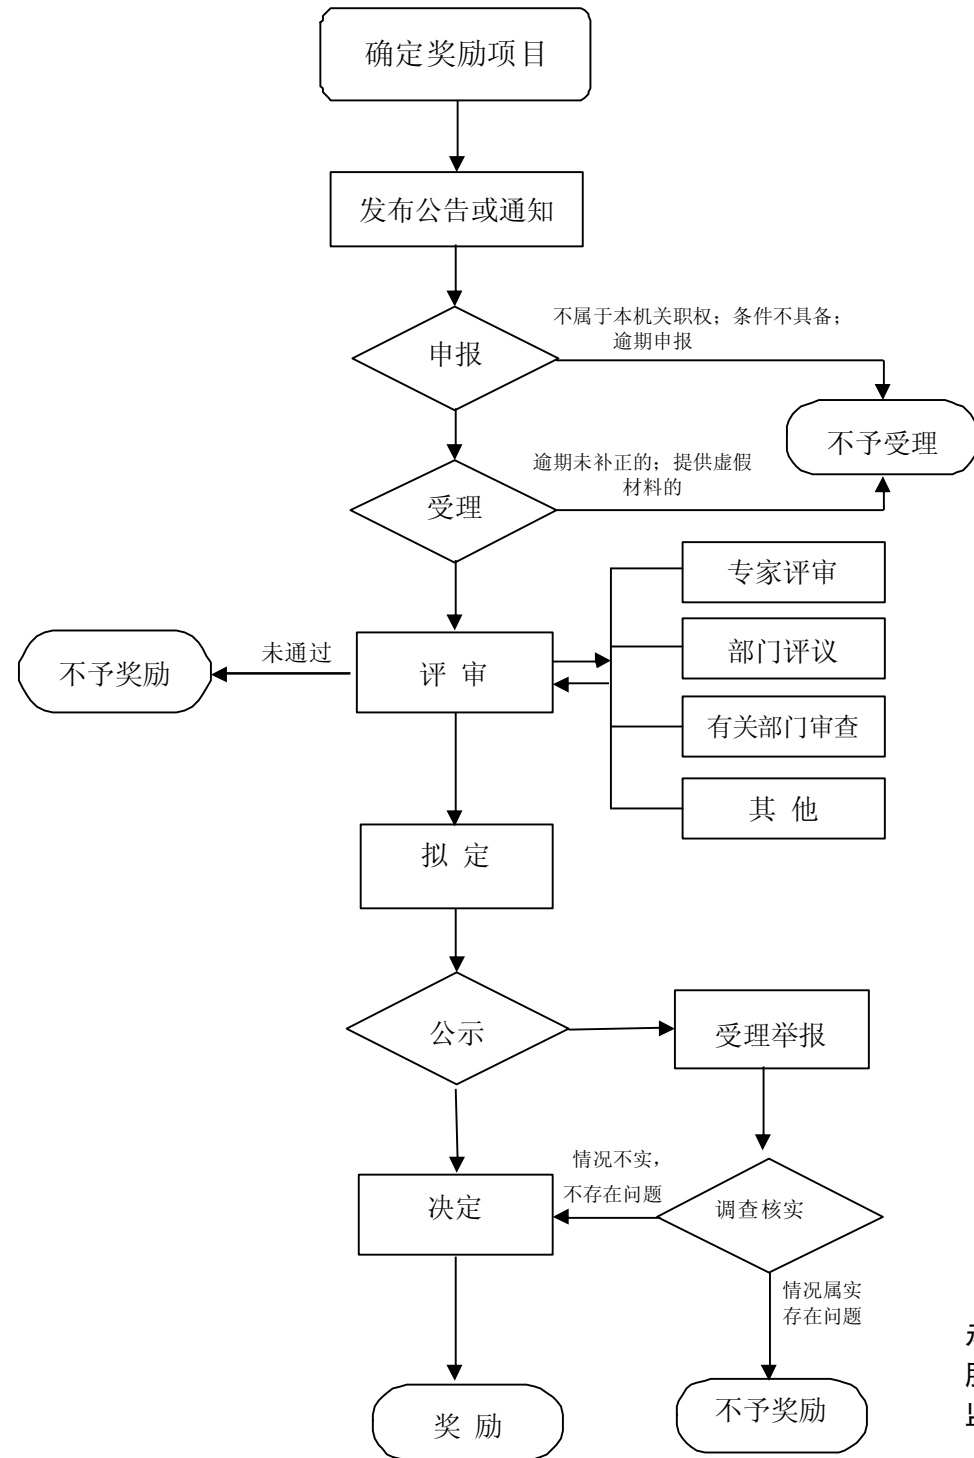 确定奖励项目
发布公告或通知
不属于本机关职权；条件不具备；
逾期申报
申报
不予受理
逾期未补正的；提供虚假
材料的
受理
专家评审
未通过
不予奖励
评 审
部门评议
有关部门审查
其 他
拟 定
公示
受理举报
情况不实，
不存在问题
决定
调查核实
情况属实
存在问题
奖 励
不予奖励